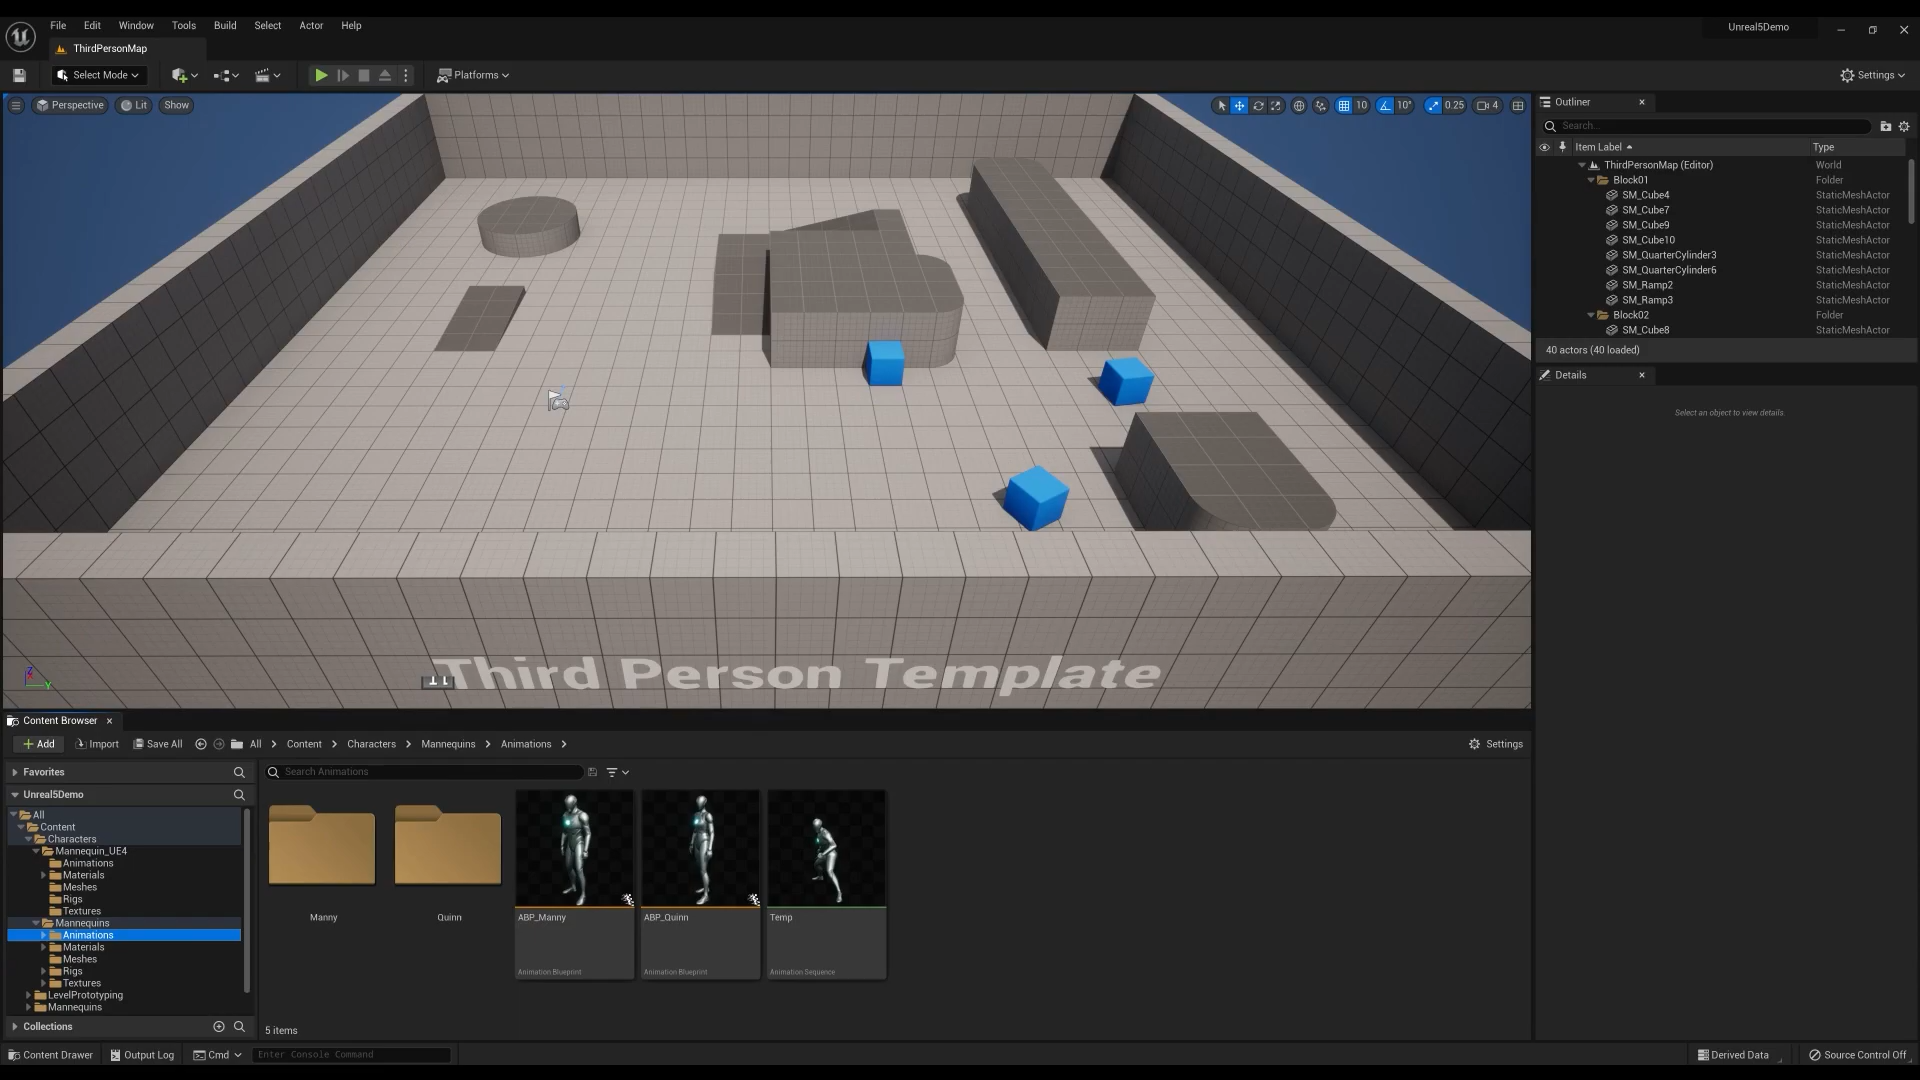 File Edit Window Tools Build Select Actor Help
Unreal5Demo
ThirdPersonMap
Select Mode
Platforms
Settings
Perspective Lit Show
10 10° 0.25 4
Third Person Template
Outliner
Search...
Item Label Type
ThirdPersonMap (Editor) World
Block01 Folder
SM_Cube4 StaticMeshActor
SM_Cube7 StaticMeshActor
SM_Cube9 StaticMeshActor
SM_Cube10 StaticMeshActor
SM_QuarterCylinder3 StaticMeshActor
SM_QuarterCylinder6 StaticMeshActor
SM_Ramp2 StaticMeshActor
SM_Ramp3 StaticMeshActor
Block02 Folder
SM_Cube8 StaticMeshActor
40 actors (40 loaded)
Details
Select an object to view details.
Content Browser
Add Import Save All All Content Characters Mannequins Animations Settings
Favorites
Unreal5Demo
All
Content
Characters
Mannequin_UE4
Animations
Materials
Meshes
Rigs
Textures
Mannequins
Animations
Materials
Meshes
Rigs
Textures
LevelPrototyping
Mannequins
Collections
Search Animations
Manny
Quinn
ABP_Manny
Animation Blueprint
ABP_Quinn
Animation Blueprint
Temp
Animation Sequence
5 items
Content Drawer Output Log Cmd Enter Console Command Derived Data Source Control Off